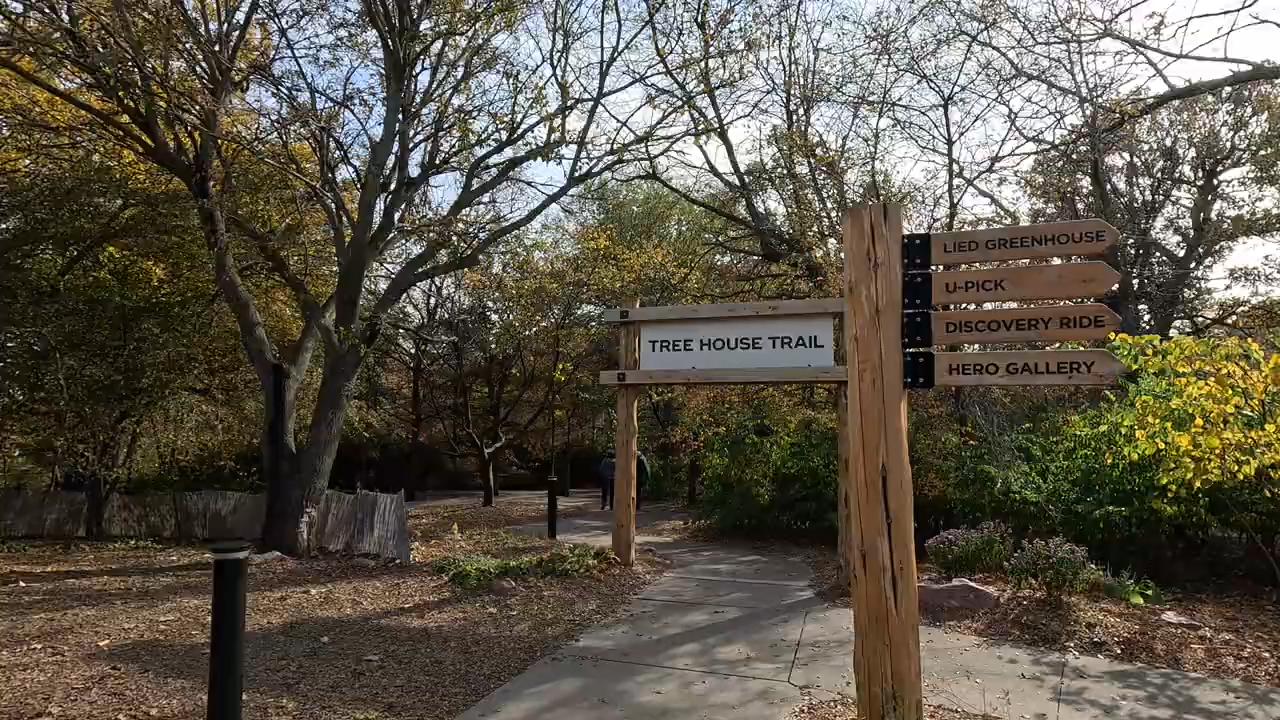 TREE HOUSE TRAIL
LIED GREENHOUSE
U-PICK
DISCOVERY RIDE
HERO GALLERY